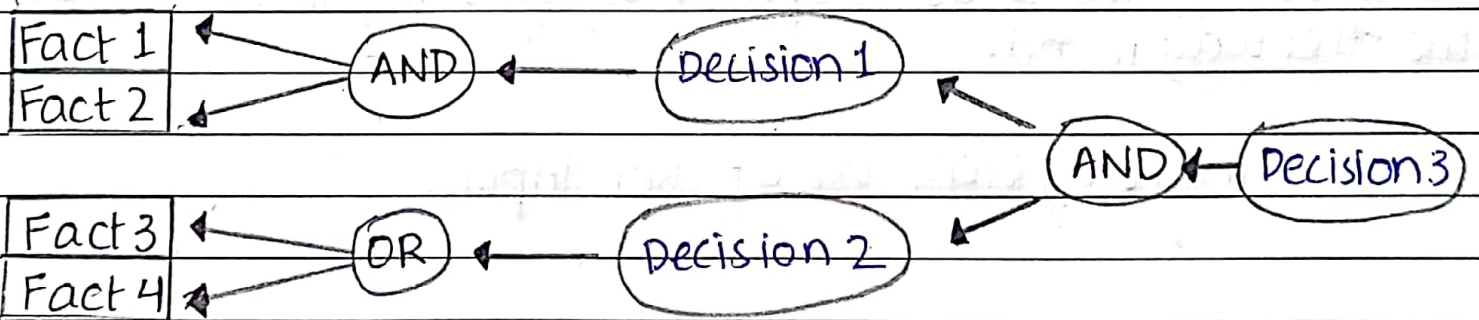 Fact 1
Fact 2
AND
Decision 1
AND
Decision 3
Fact 3
Fact 4
OR
Decision 2